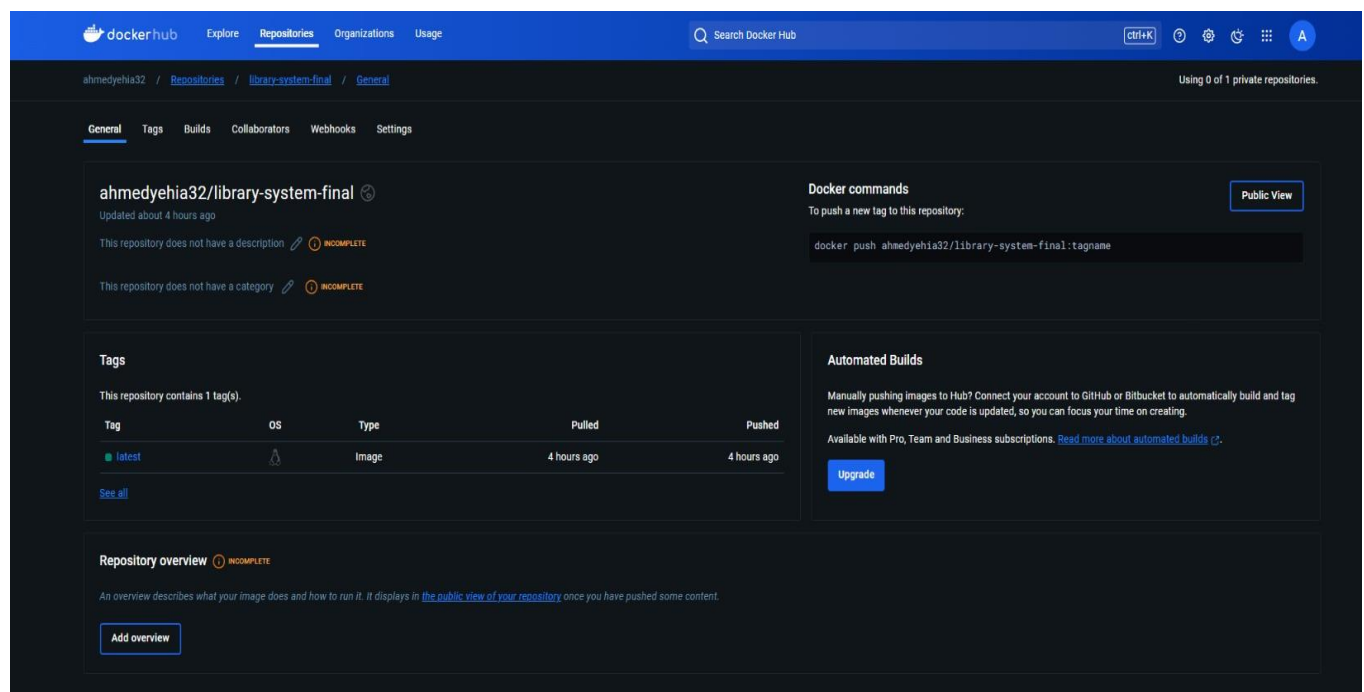 dockerhub Explore Repositories Organizations Usage Search Docker Hub ctrl+K A
ahmedyehia32 / Repositories / library-system-final / General Using 0 of 1 private repositories.
General Tags Builds Collaborators Webhooks Settings
ahmedyehia32/library-system-final
Updated about 4 hours ago
This repository does not have a description INCOMPLETE
This repository does not have a category INCOMPLETE
Docker commands
Public View
To push a new tag to this repository:
docker push ahmedyehia32/library-system-final:tagname
Tags
This repository contains 1 tag(s).
Tag OS Type Pulled Pushed
latest Image 4 hours ago 4 hours ago
See all
Automated Builds
Manually pushing images to Hub? Connect your account to GitHub or Bitbucket to automatically build and tag
new images whenever your code is updated, so you can focus your time on creating.
Available with Pro, Team and Business subscriptions. Read more about automated builds.
Upgrade
Repository overview INCOMPLETE
An overview describes what your image does and how to run it. It displays in the public view of your repository once you have pushed some content.
Add overview